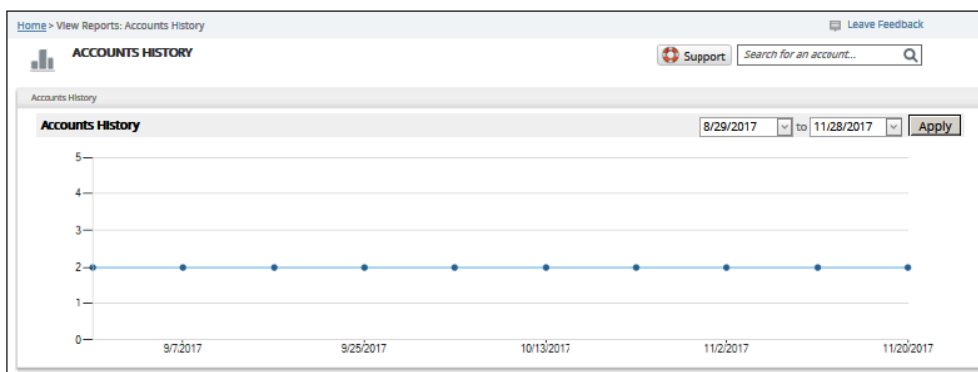 Home > View Reports: Accounts History
Leave Feedback
ACCOUNTS HISTORY
Support
Search for an account...
Accounts History
Accounts History
8/29/2017 to 11/28/2017 Apply
5
4
3
2
1
0
9/7/2017 9/25/2017 10/13/2017 11/2/2017 11/20/2017